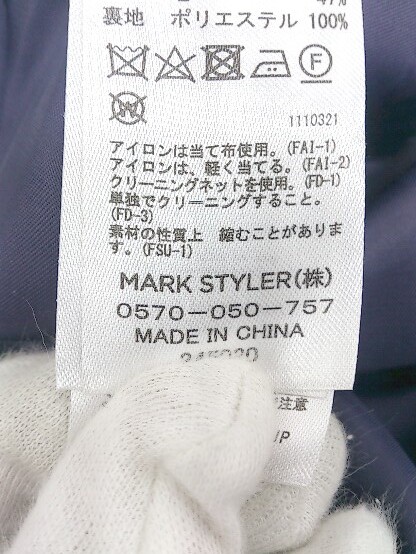 47%
裏地 ポリエステル 100%
1110321
アイロンは当て布使用。(FAI-1)
アイロンは、軽く当てる。(FAI-2)
クリーニングネットを使用。(FD-1)
単独でクリーニングすること。
(FD-3)
素材の性質上 縮むことがありま
す。(FSU-1)
MARK STYLER(株)
0570-050-757
MADE IN CHINA
注意